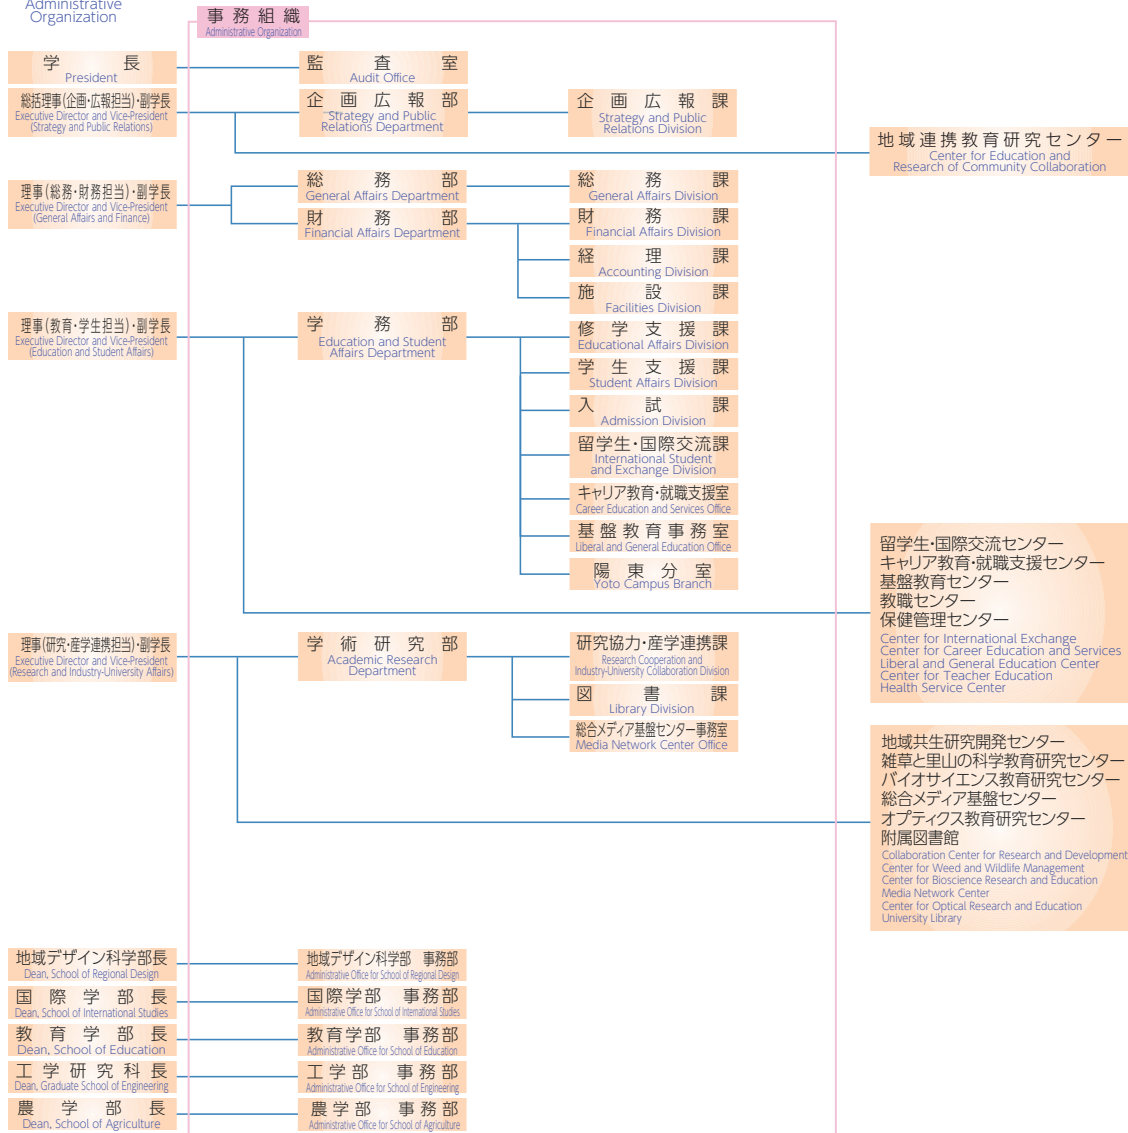 Administrative
Organization
事務組織
Administrative Organization
学長
President
監査室
Audit Office
総括理事(企画・広報担当)・副学長
Executive Director and Vice-President
(Strategy and Public Relations)
企画広報部
Strategy and Public
Relations Department
企画広報課
Strategy and Public
Relations Division
地域連携教育研究センター
Center for Education and
Research of Community Collaboration
理事(総務・財務担当)・副学長
Executive Director and Vice-President
(General Affairs and Finance)
総務部
General Affairs Department
総務課
General Affairs Division
財務部
Financial Affairs Department
財務課
Financial Affairs Division
経理課
Accounting Division
施設課
Facilities Division
理事(教育・学生担当)・副学長
Executive Director and Vice-President
(Education and Student Affairs)
学務部
Education and Student
Affairs Department
修学支援課
Educational Affairs Division
学生支援課
Student Affairs Division
入試課
Admission Division
留学生・国際交流課
International Student
and Exchange Division
キャリア教育・就職支援室
Career Education and Services Office
基盤教育事務室
Liberal and General Education Office
陽東分室
Yoto Campus Branch
留学生・国際交流センター
キャリア教育・就職支援センター
基盤教育センター
教職センター
保健管理センター
Center for International Exchange
Center for Career Education and Services
Liberal and General Education Center
Center for Teacher Education
Health Service Center
理事(研究・産学連携担当)・副学長
Executive Director and Vice-President
(Research and Industry-University Affairs)
学術研究部
Academic Research
Department
研究協力・産学連携課
Research Cooperation and
Industry-University Collaboration Division
図書課
Library Division
総合メディア基盤センター事務室
Media Network Center Office
地域共生研究開発センター
雑草と里山の科学教育研究センター
バイオサイエンス教育研究センター
総合メディア基盤センター
オプティクス教育研究センター
附属図書館
Collaboration Center for Research and Development
Center for Weed and Wildlife Management
Center for Bioscience Research and Education
Media Network Center
Center for Optical Research and Education
University Library
地域デザイン科学部長
Dean, School of Regional Design
地域デザイン科学部 事務部
Administrative Office for School of Regional Design
国際学部長
Dean, School of International Studies
国際学部 事務部
Administrative Office for School of International Studies
教育学部長
Dean, School of Education
教育学部 事務部
Administrative Office for School of Education
工学研究科長
Dean, Graduate School of Engineering
工学部 事務部
Administrative Office for School of Engineering
農学部長
Dean, School of Agriculture
農学部 事務部
Administrative Office for School of Agriculture